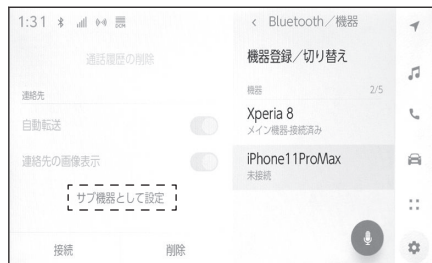 1:31
通話履歴の削除
連絡先
自動転送
連絡先の画像表示
サブ機器として設定
接続
削除
< Bluetooth／機器
機器登録／切り替え
機器 2/5
Xperia 8
メイン機器-接続済み
iPhone11ProMax
未接続